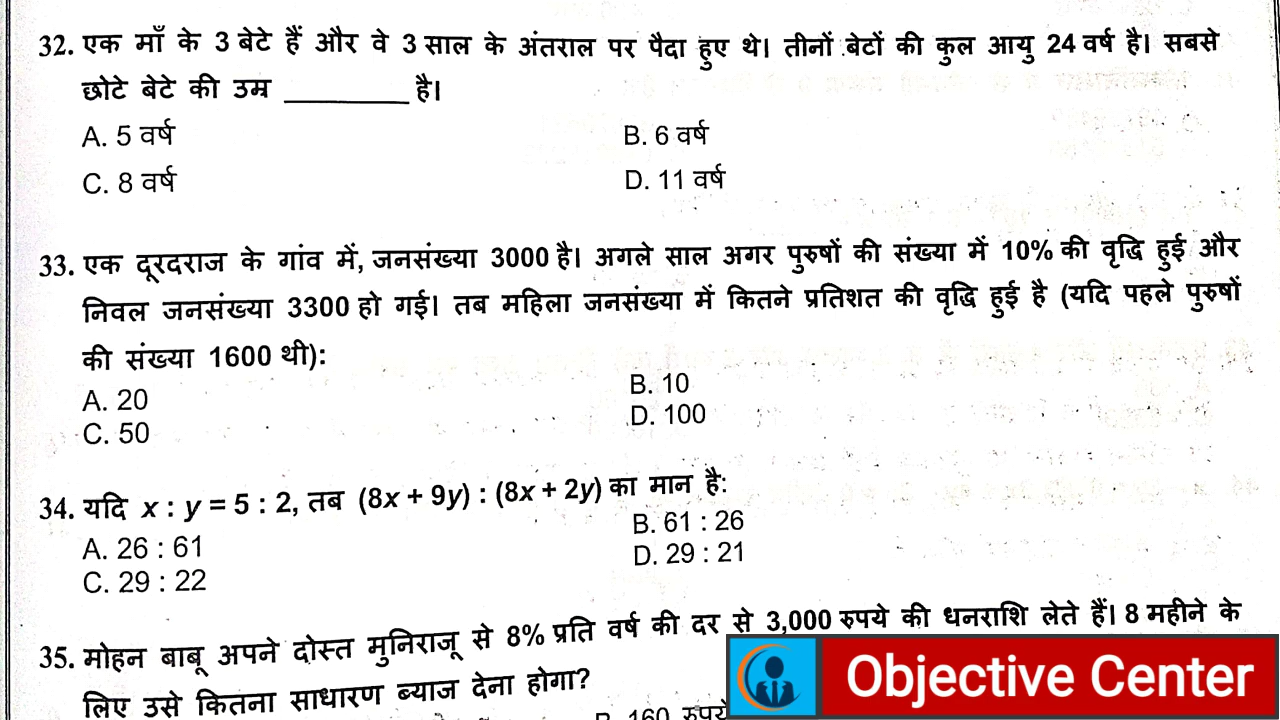 32. एक माँ के 3 बेटे हैं और वे 3 साल के अंतराल पर पैदा हुए थे। तीनों बेटों की कुल आयु 24 वर्ष है। सबसे
छोटे बेटे की उम्र ________ है।
A. 5 वर्ष B. 6 वर्ष
C. 8 वर्ष D. 11 वर्ष
33. एक दूरदराज के गांव में, जनसंख्या 3000 है। अगले साल अगर पुरुषों की संख्या में 10% की वृद्धि हुई और
निवल जनसंख्या 3300 हो गई। तब महिला जनसंख्या में कितने प्रतिशत की वृद्धि हुई है (यदि पहले पुरुषों
की संख्या 1600 थी):
A. 20 B. 10
C. 50 D. 100
34. यदि x : y = 5 : 2, तब (8x + 9y) : (8x + 2y) का मान है:
A. 26 : 61 B. 61 : 26
C. 29 : 22 D. 29 : 21
35. मोहन बाबू अपने दोस्त मुनिराजू से 8% प्रति वर्ष की दर से 3,000 रुपये की धनराशि लेते हैं। 8 महीने के
लिए उसे कितना साधारण ब्याज देना होगा?
B. 160 रुपये
Objective Center